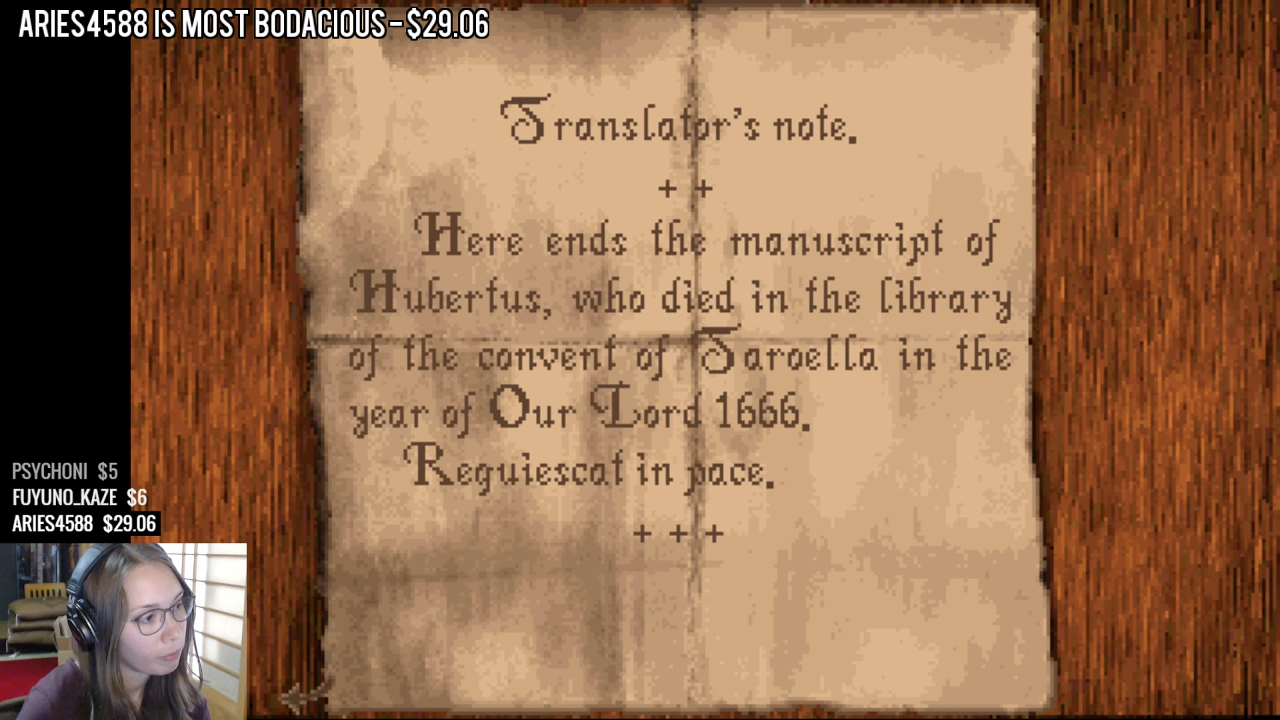 ARIES4588 IS MOST BODACIOUS - $29.06
Translator's note.
+ +
Here ends the manuscript of
Hubertus, who died in the library
of the convent of Taroella in the
year of Our Lord 1666.
Requiescat in pace.
+ + +
PSYCHONI $5
FUYUNO_KAZE $6
ARIES4588 $29.06